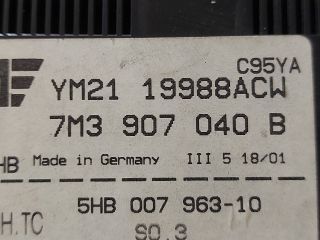 C95YA
YM21 19988ACW
7M3 907 040 B
HB Made in Germany III 5 18/01
5HB 007 963-10
H.TC SO.3